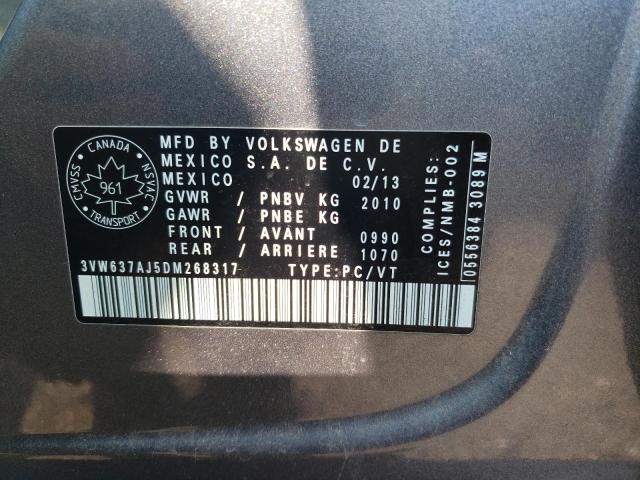 CANADA
CMVSS
NSVAC
961
TRANSPORT
MFD BY VOLKSWAGEN DE
MEXICO S.A. DE C.V.
MEXICO 02/13
GVWR / PNBV KG 2010
GAWR / PNBE KG
FRONT / AVANT 0990
REAR / ARRIERE 1070
3VW637AJ5DM268317 TYPE:PC/VT
COMPLIES:
ICES/NMB-002
0556384 3089 M